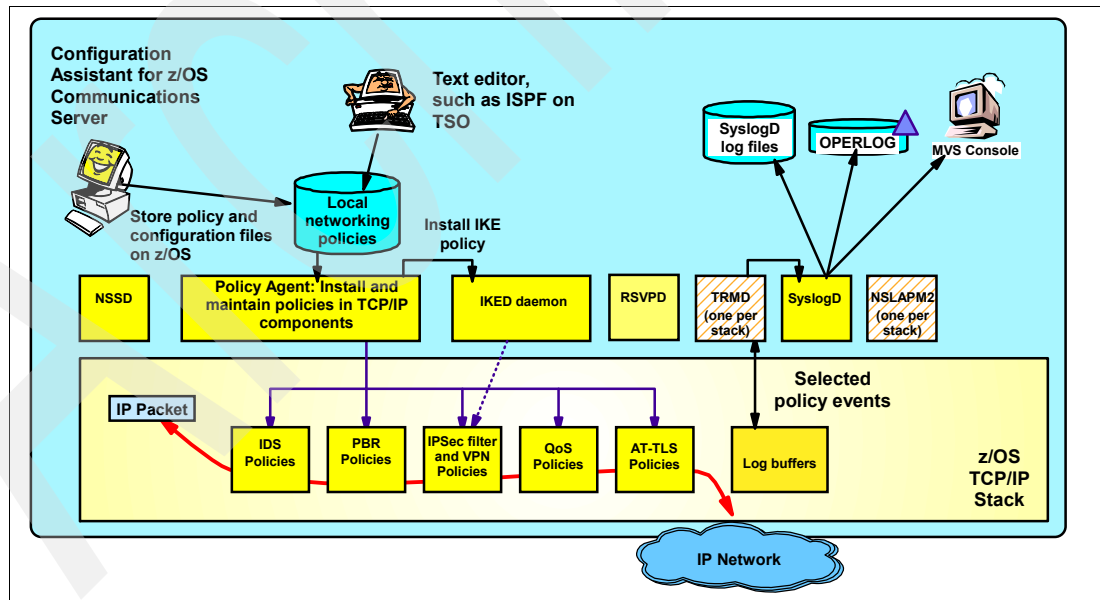 Configuration
Assistant for z/OS
Communications
Server
Text editor,
such as ISPF on
TSO
SyslogD
log files
OPERLOG
MVS Console
Store policy and
configuration files
on z/OS
Local
networking
policies
Install IKE
policy
NSSD
Policy Agent: Install and
maintain policies in TCP/IP
components
IKED daemon
RSVPD
TRMD
(one per
stack)
SyslogD
NSLAPM2
(one per
stack)
Selected
policy events
IP Packet
IDS
Policies
PBR
Policies
IPSec filter
and VPN
Policies
QoS
Policies
AT-TLS
Policies
Log buffers
z/OS
TCP/IP
Stack
IP Network